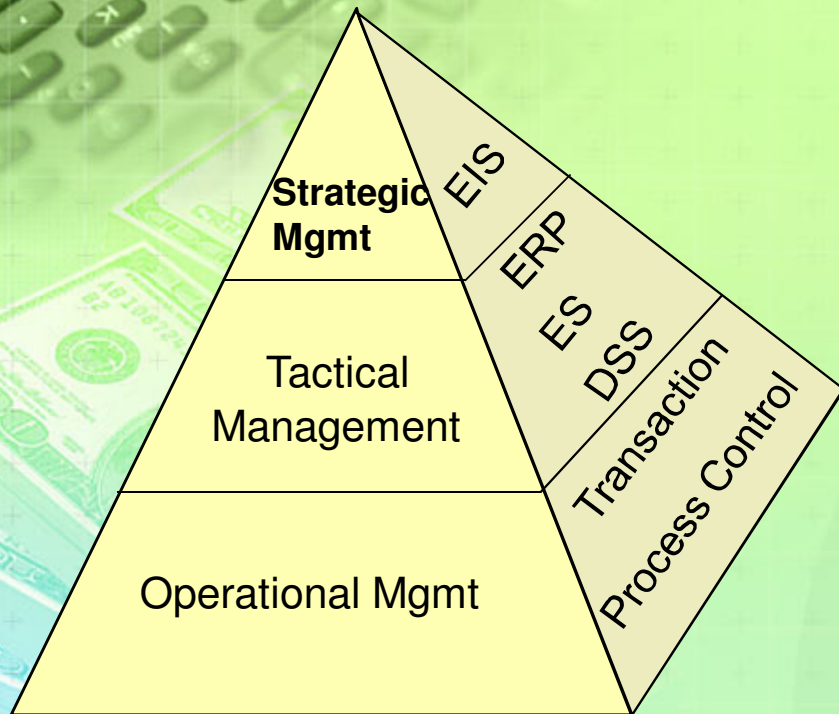 Strategic
Mgmt
EIS
ERP
ES
DSS
Tactical
Management
Transaction
Process Control
Operational Mgmt